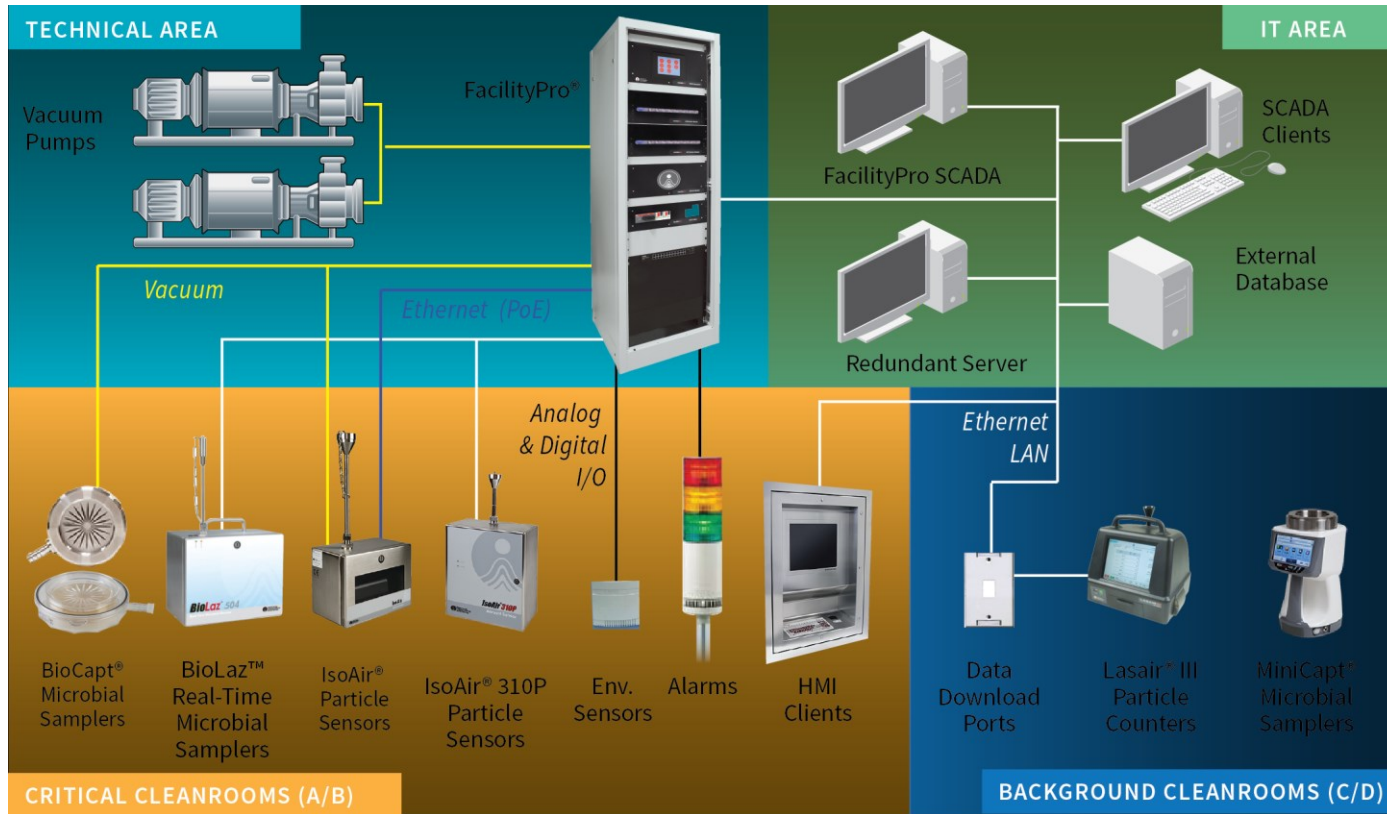 TECHNICAL AREA
IT AREA
Vacuum
Pumps
FacilityPro®
FacilityPro SCADA
SCADA
Clients
External
Database
Redundant Server
Vacuum
Ethernet (PoE)
Analog
& Digital
I/O
Ethernet
LAN
BioLaz® 504
IsoAir® 310P
BioCapt®
Microbial
Samplers
BioLaz™
Real-Time
Microbial
Samplers
IsoAir®
Particle
Sensors
IsoAir® 310P
Particle
Sensors
Env.
Sensors
Alarms
HMI
Clients
Data
Download
Ports
Lasair® III
Particle
Counters
MiniCapt®
Microbial
Samplers
CRITICAL CLEANROOMS (A/B)
BACKGROUND CLEANROOMS (C/D)